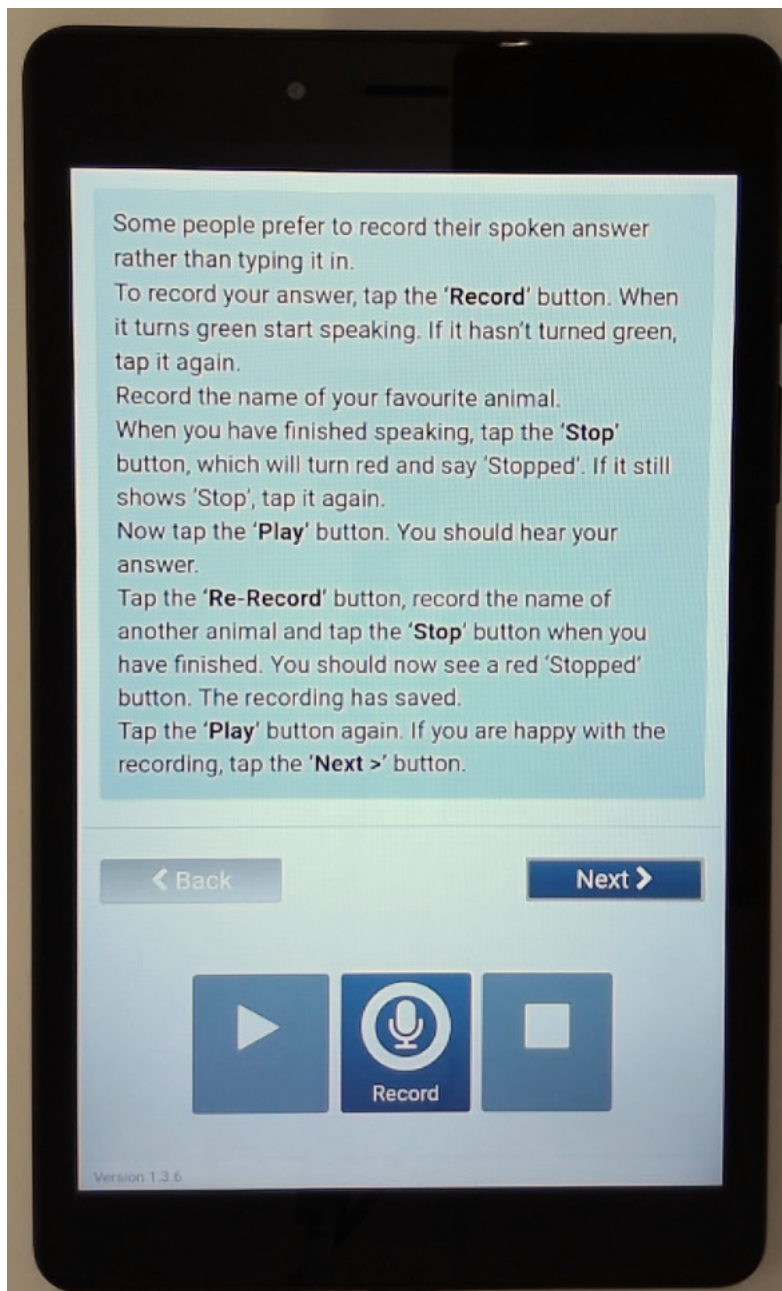 Some people prefer to record their spoken answer
rather than typing it in.
To record your answer, tap the ‘Record’ button. When
it turns green start speaking. If it hasn’t turned green,
tap it again.
Record the name of your favourite animal.
When you have finished speaking, tap the ‘Stop’
button, which will turn red and say ‘Stopped’. If it still
shows ‘Stop’, tap it again.
Now tap the ‘Play’ button. You should hear your
answer.
Tap the ‘Re-Record’ button, record the name of
another animal and tap the ‘Stop’ button when you
have finished. You should now see a red ‘Stopped’
button. The recording has saved.
Tap the ‘Play’ button again. If you are happy with the
recording, tap the ‘Next >’ button.
Back
Next
Record
Version 1.3.6